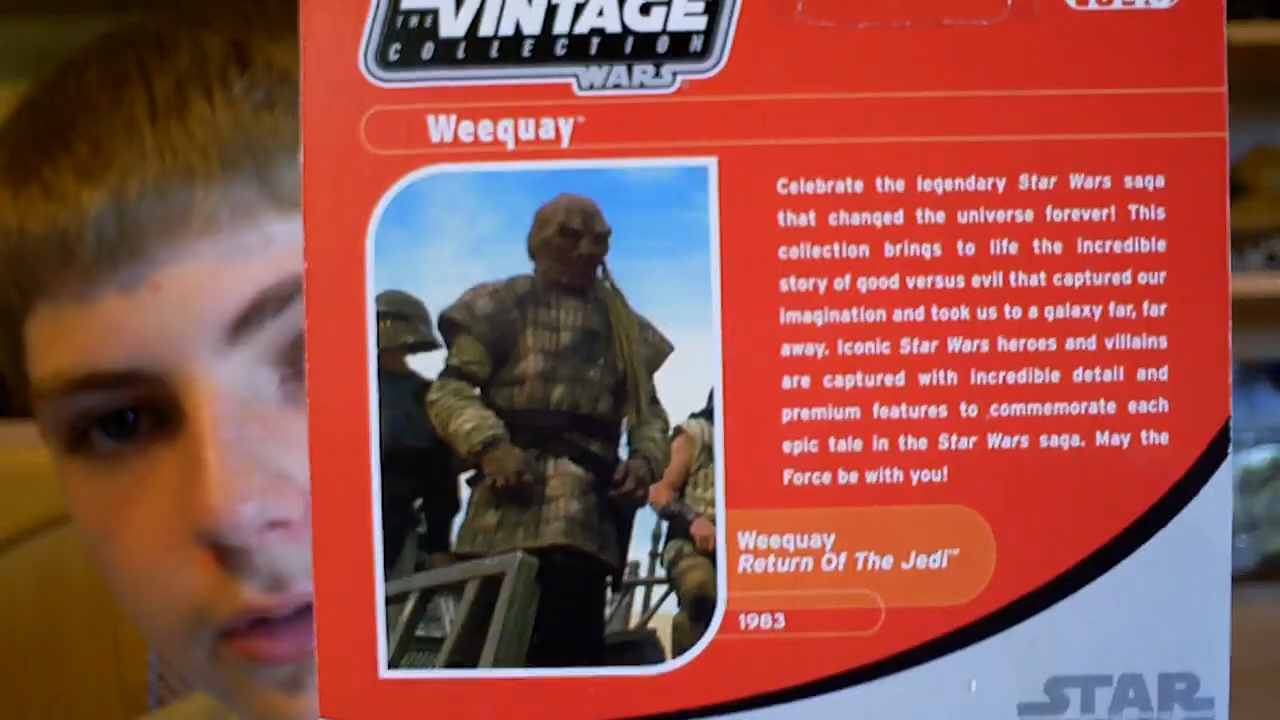 THE VINTAGE
COLLECTION
WARS
Weequay™
Celebrate the legendary Star Wars saga
that changed the universe forever! This
collection brings to life the incredible
story of good versus evil that captured our
imagination and took us to a galaxy far, far
away. Iconic Star Wars heroes and villains
are captured with incredible detail and
premium features to commemorate each
epic tale in the Star Wars saga. May the
Force be with you!
Weequay
Return Of The Jedi™
1983
STAR